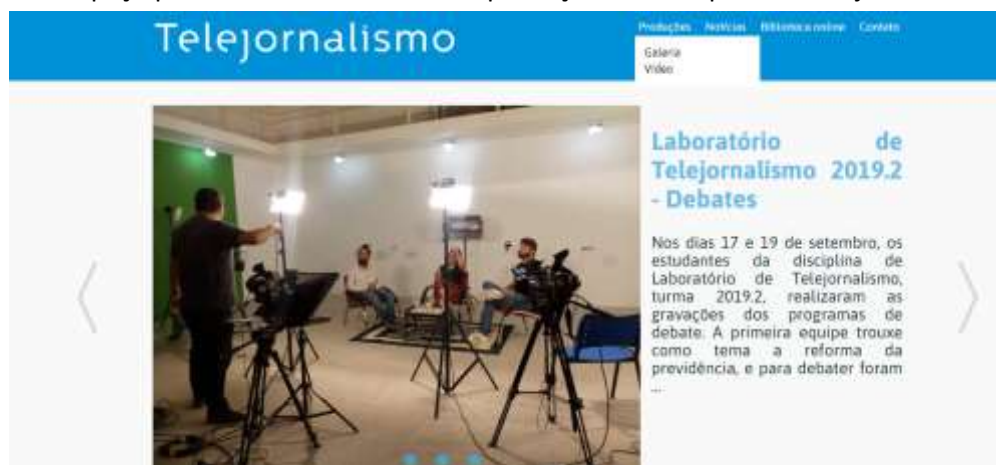 Telejornalismo
Produções Notícias Biblioteca online Contato
Galeria
Vídeo
Laboratório de
Telejornalismo 2019.2
- Debates
Nos dias 17 e 19 de setembro, os
estudantes da disciplina de
Laboratório de Telejornalismo,
turma 2019.2, realizaram as
gravações dos programas de
debate. A primeira equipe trouxe
como tema a reforma da
previdência, e para debater foram
...